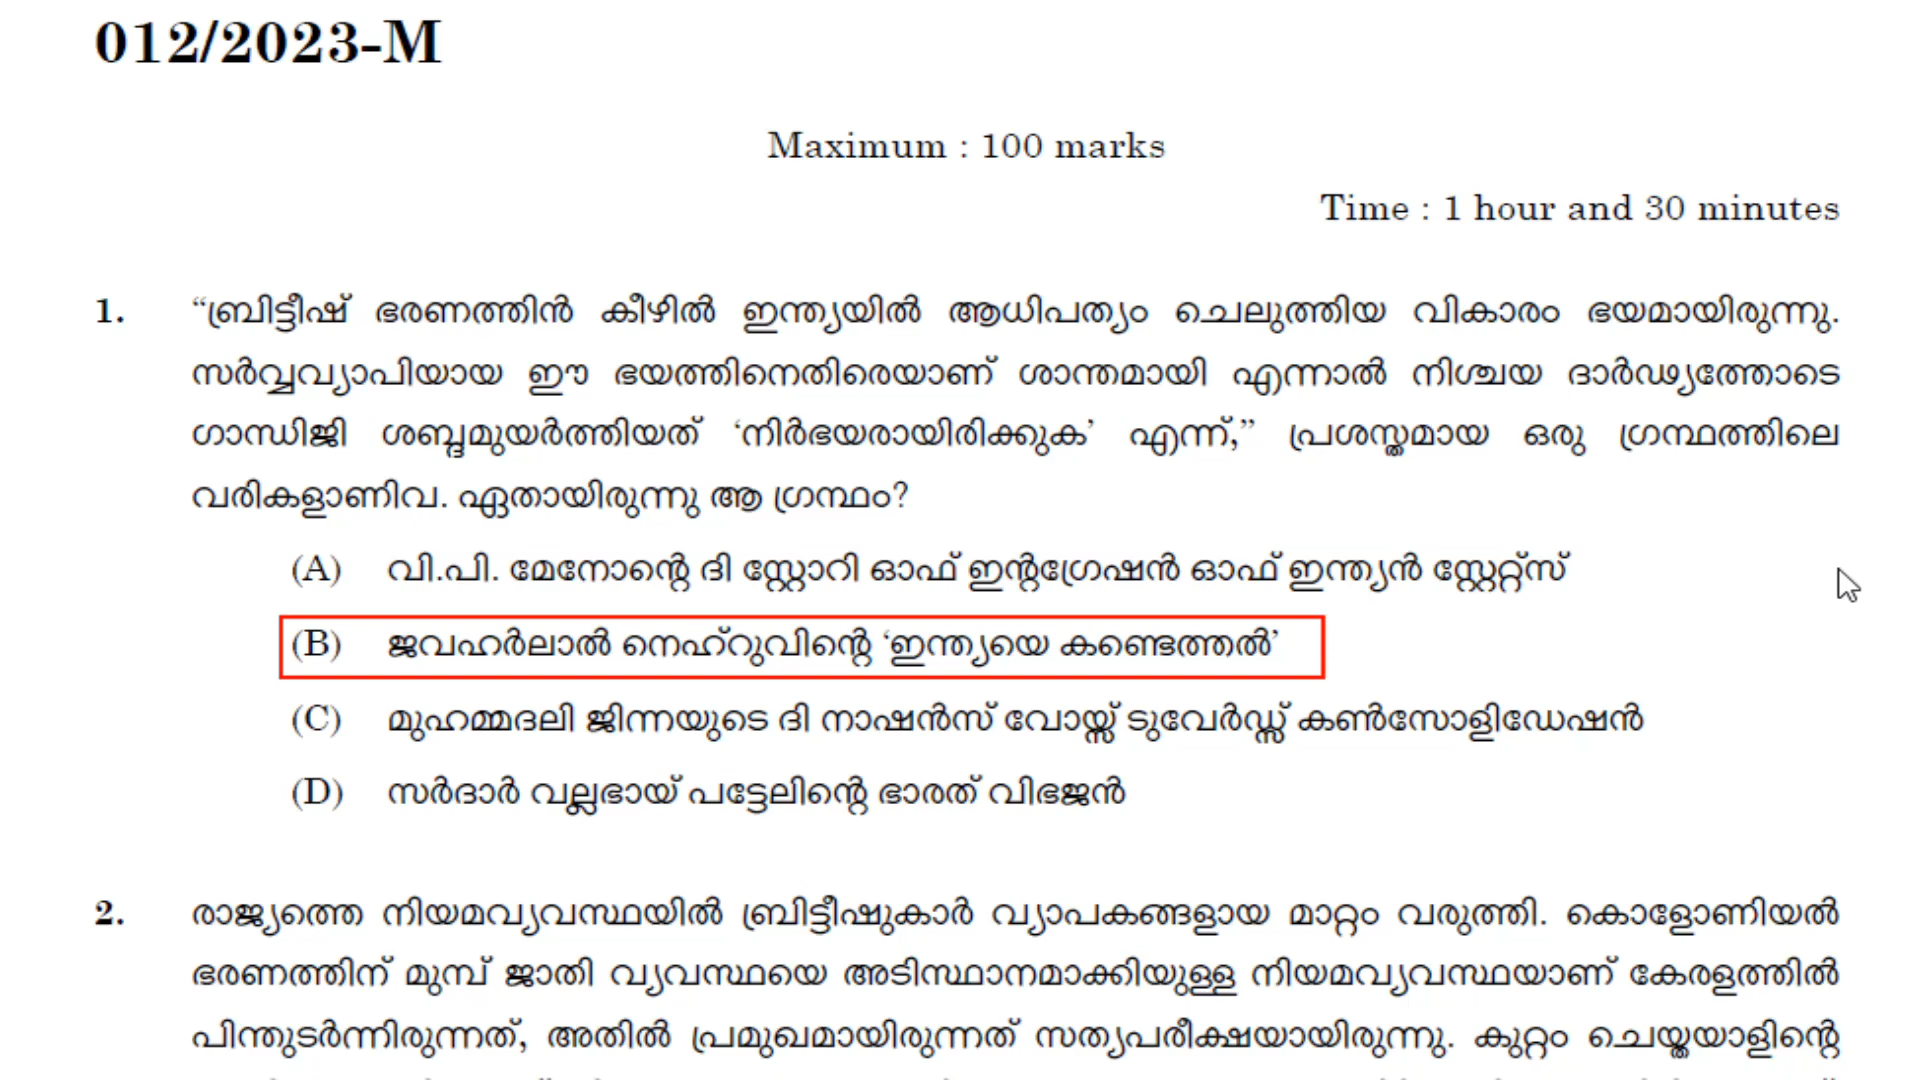 012/2023-M
Maximum : 100 marks
Time : 1 hour and 30 minutes
1. “ബ്രിട്ടീഷ് ഭരണത്തിൻ കീഴിൽ ഇന്ത്യയിൽ ആധിപത്യം ചെലുത്തിയ വികാരം ഭയമായിരുന്നു.
സർവ്വവ്യാപിയായ ഈ ഭയത്തിനെതിരെയാണ് ശാന്തമായി എന്നാൽ നിശ്ചയ ദാർഢ്യത്തോടെ
ഗാന്ധിജി ശബ്ദമുയർത്തിയത് ‘നിർഭയരായിരിക്കുക’ എന്ന്,” പ്രശസ്തമായ ഒരു ഗ്രന്ഥത്തിലെ
വരികളാണിവ. ഏതായിരുന്നു ആ ഗ്രന്ഥം?
(A) വി.പി. മേനോന്റെ ദി സ്റ്റോറി ഓഫ് ഇന്റഗ്രേഷൻ ഓഫ് ഇന്ത്യൻ സ്റ്റേറ്റ്സ്
(B) ജവഹർലാൽ നെഹ്റുവിന്റെ ‘ഇന്ത്യയെ കണ്ടെത്തൽ’
(C) മുഹമ്മദലി ജിന്നയുടെ ദി നാഷൻസ് വോയ്സ് ടുവേർഡ്സ് കൺസോളിഡേഷൻ
(D) സർദാർ വല്ലഭായ് പട്ടേലിന്റെ ഭാരത് വിഭജൻ
2. രാജ്യത്തെ നിയമവ്യവസ്ഥയിൽ ബ്രിട്ടീഷുകാർ വ്യാപകങ്ങളായ മാറ്റം വരുത്തി. കൊളോണിയൽ
ഭരണത്തിന് മുമ്പ് ജാതി വ്യവസ്ഥയെ അടിസ്ഥാനമാക്കിയുള്ള നിയമവ്യവസ്ഥയാണ് കേരളത്തിൽ
പിന്തുടർന്നിരുന്നത്, അതിൽ പ്രമുഖമായിരുന്നത് സത്യപരീക്ഷയായിരുന്നു. കുറ്റം ചെയ്തയാളിന്റെ